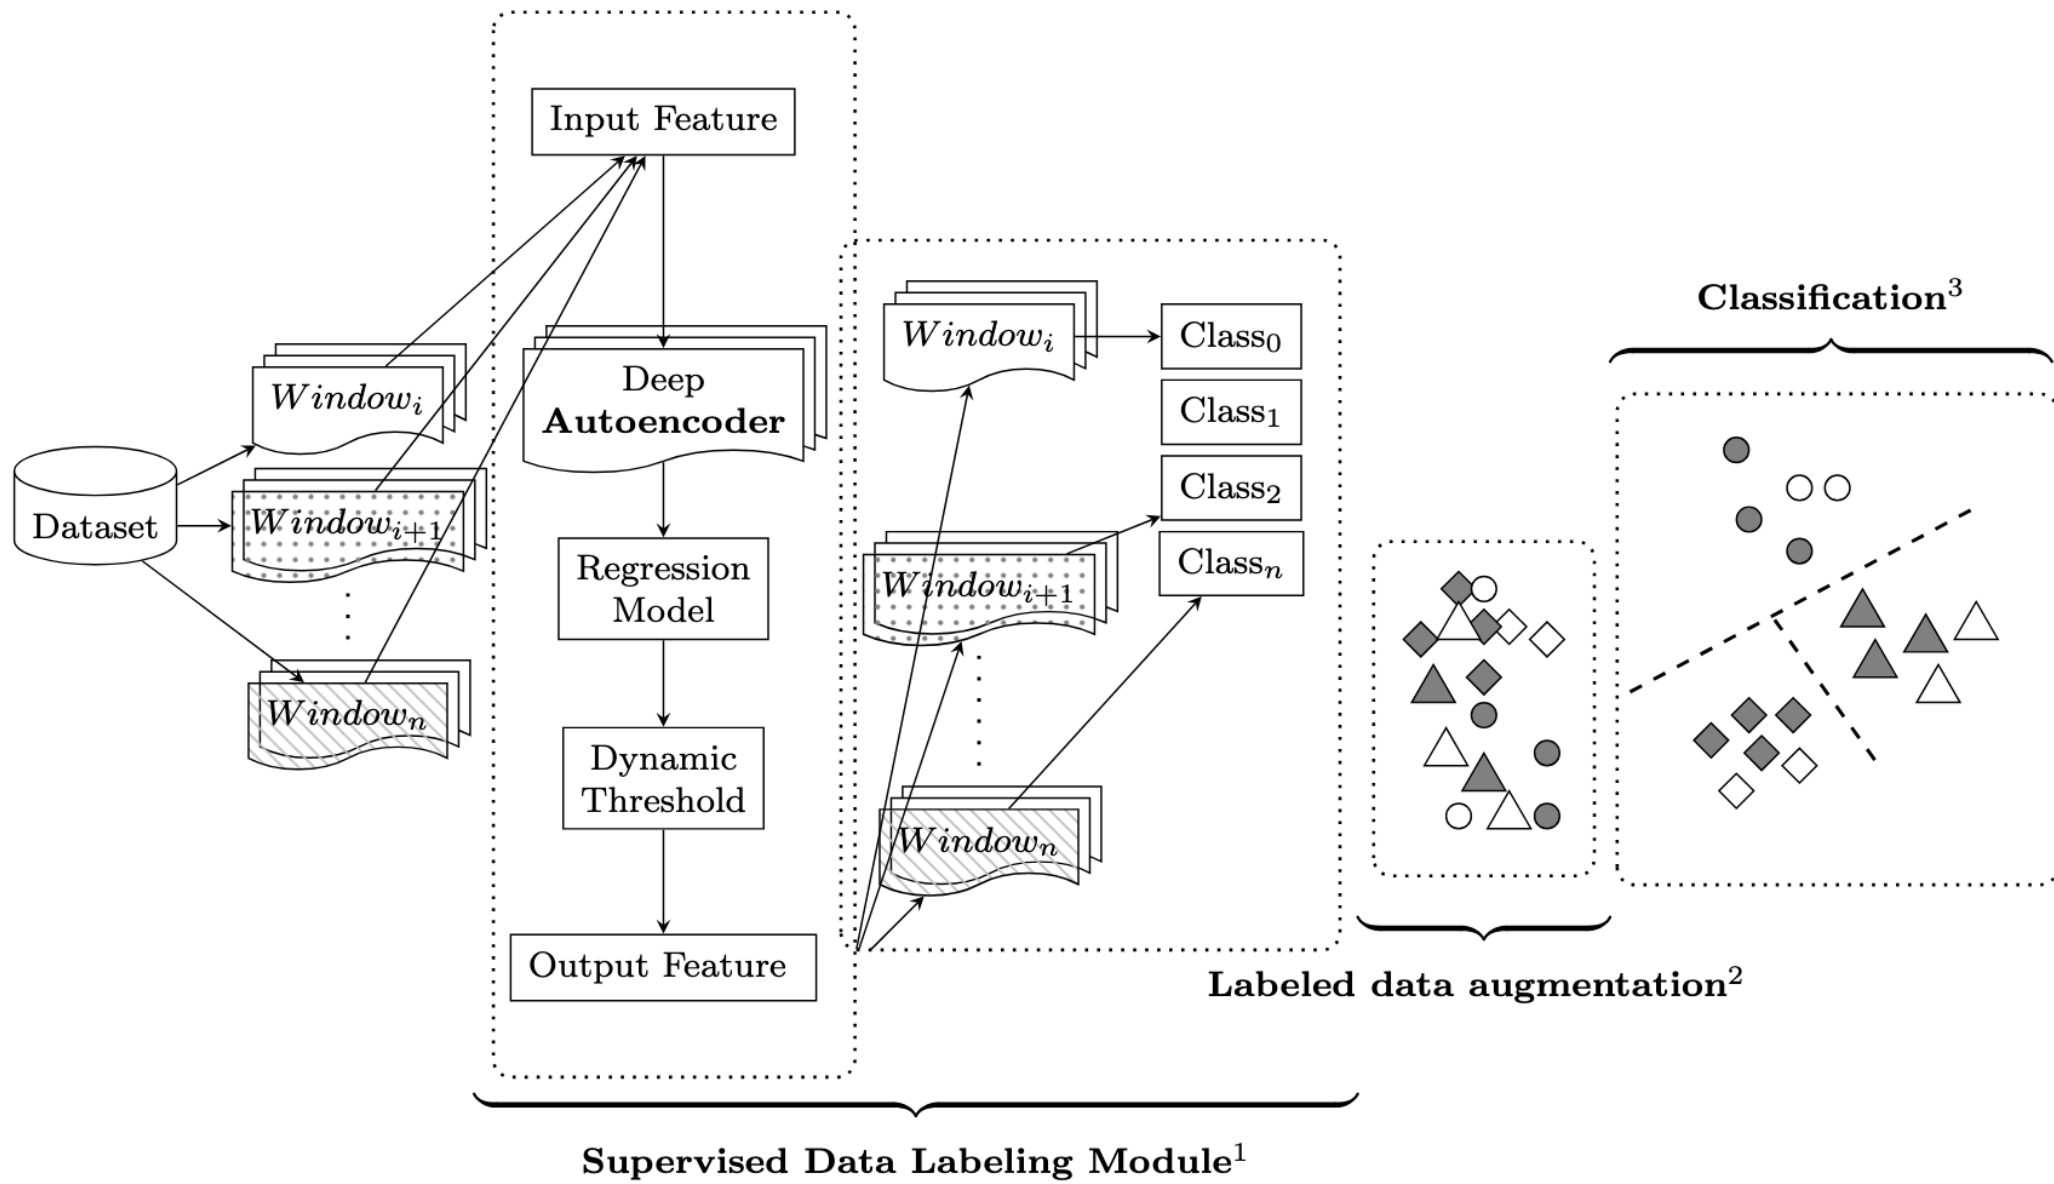 Input Feature
Classification³
Window_i
Class₀
Window_i
Deep
Autoencoder
Class₁
Class₂
Dataset
Window_{i+1}
Regression
Model
Window_{i+1}
Class_n
Window_n
Dynamic
Threshold
Window_n
Output Feature
Labeled data augmentation²
Supervised Data Labeling Module¹